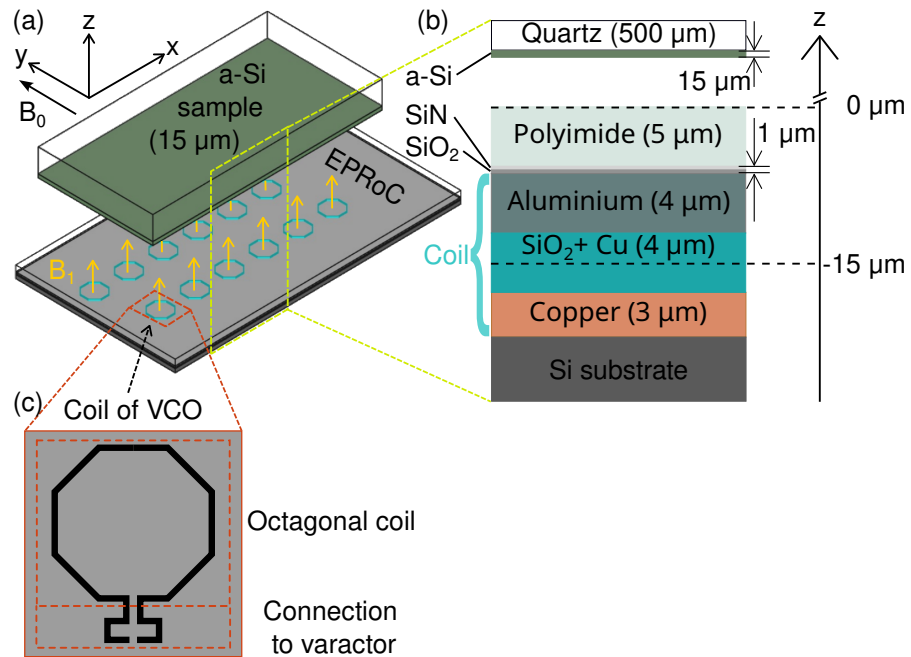 (a)
z
y
x
B0
a-Si
sample
(15 µm)
EPRoC
B1
Coil of VCO
(b)
z
Quartz (500 µm)
a-Si
15 µm
0 µm
SiN
SiO2
Polyimide (5 µm)
1 µm
Aluminium (4 µm)
Coil
SiO2+ Cu (4 µm)
-15 µm
Copper (3 µm)
Si substrate
(c)
Octagonal coil
Connection
to varactor